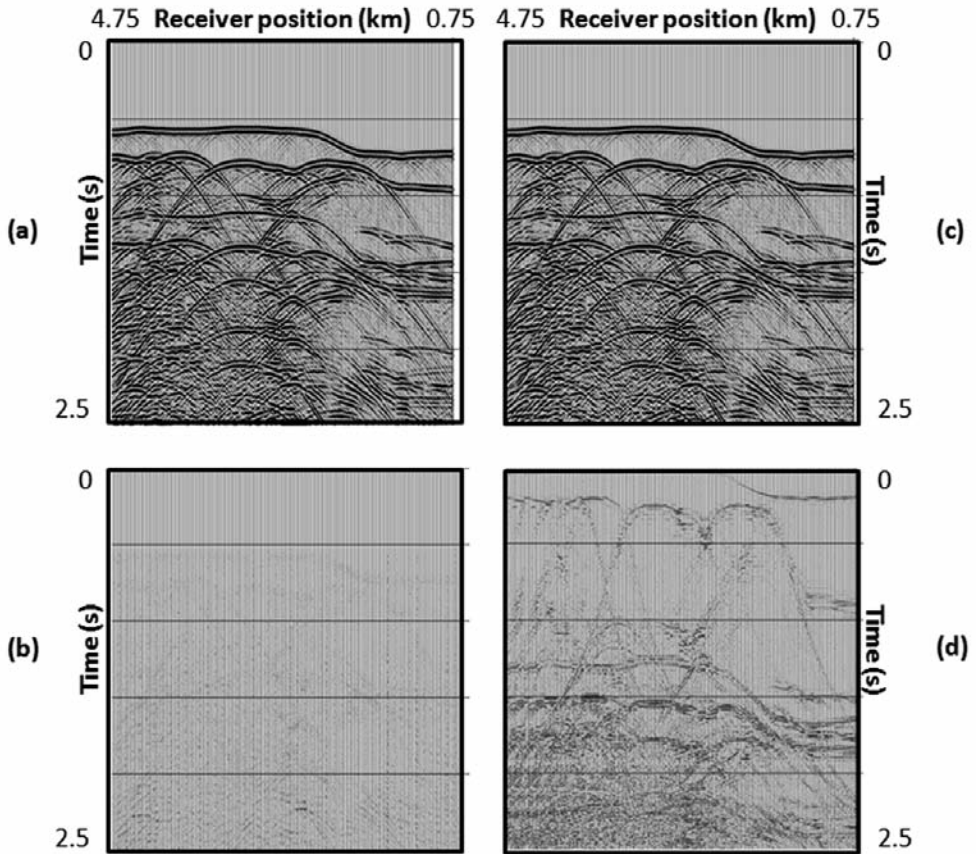 4.75 Receiver position (km) 0.75
4.75 Receiver position (km) 0.75
0
0
Time (s)
Time (s)
(a)
(c)
2.5
2.5
0
0
Time (s)
Time (s)
(b)
(d)
2.5
2.5